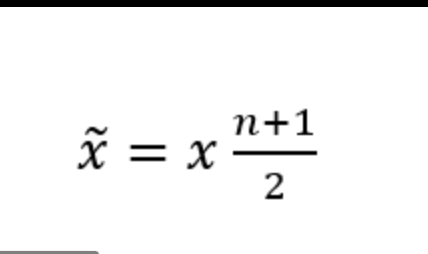 x̃ = x (n+1)/2